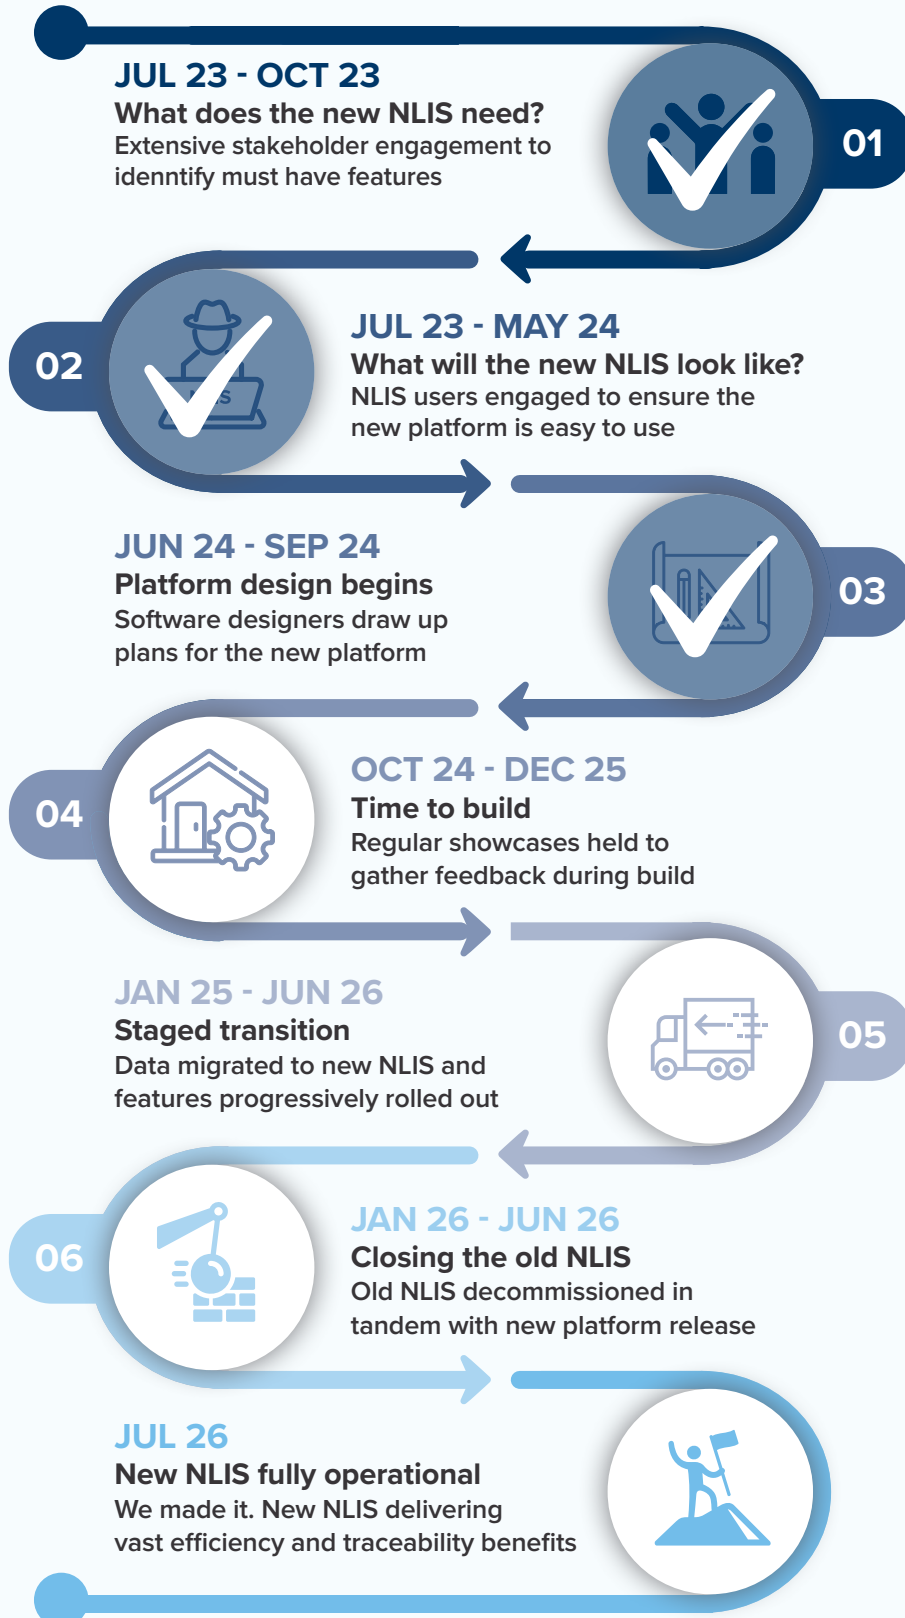 JUL 23 - OCT 23
What does the new NLIS need?
Extensive stakeholder engagement to
idenntify must have features
01
02
JUL 23 - MAY 24
What will the new NLIS look like?
NLIS users engaged to ensure the
new platform is easy to use
JUN 24 - SEP 24
Platform design begins
Software designers draw up
plans for the new platform
03
04
OCT 24 - DEC 25
Time to build
Regular showcases held to
gather feedback during build
JAN 25 - JUN 26
Staged transition
Data migrated to new NLIS and
features progressively rolled out
05
06
JAN 26 - JUN 26
Closing the old NLIS
Old NLIS decommissioned in
tandem with new platform release
JUL 26
New NLIS fully operational
We made it. New NLIS delivering
vast efficiency and traceability benefits